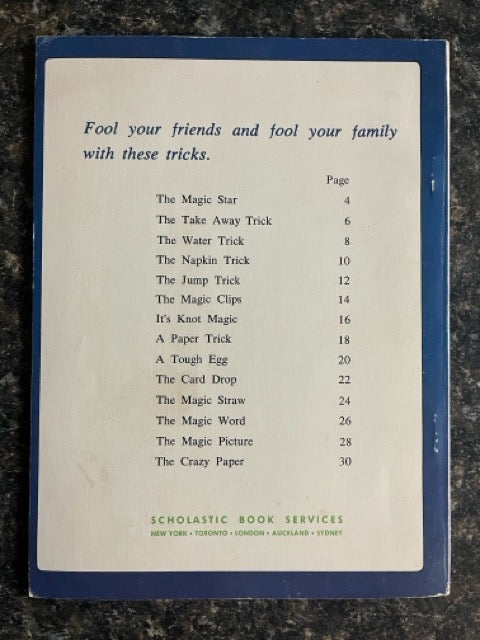 Fool your friends and fool your family
with these tricks.
Page
The Magic Star 4
The Take Away Trick 6
The Water Trick 8
The Napkin Trick 10
The Jump Trick 12
The Magic Clips 14
It's Knot Magic 16
A Paper Trick 18
A Tough Egg 20
The Card Drop 22
The Magic Straw 24
The Magic Word 26
The Magic Picture 28
The Crazy Paper 30
SCHOLASTIC BOOK SERVICES
NEW YORK • TORONTO • LONDON • AUCKLAND • SYDNEY